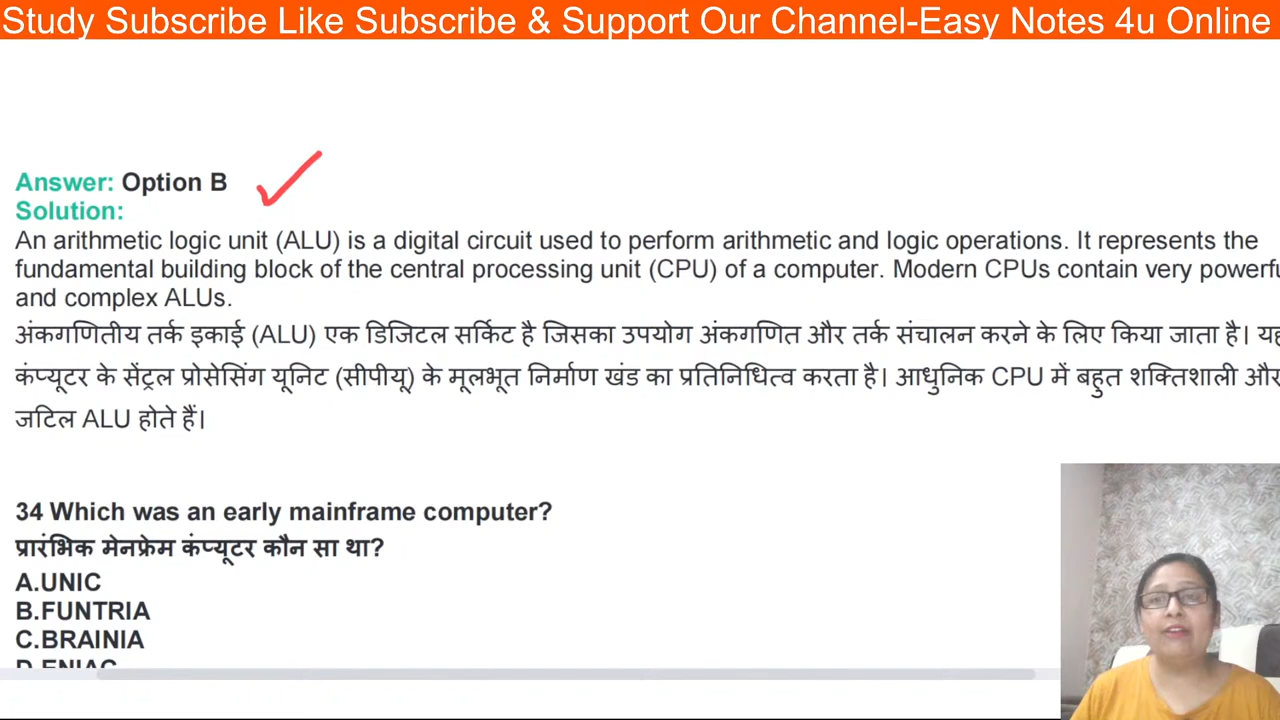 Study Subscribe Like Subscribe & Support Our Channel-Easy Notes 4u Online
Answer: Option B
Solution:
An arithmetic logic unit (ALU) is a digital circuit used to perform arithmetic and logic operations. It represents the
fundamental building block of the central processing unit (CPU) of a computer. Modern CPUs contain very
and complex ALUs.
अंकगणितीय तर्क इकाई (ALU) एक डिजिटल सर्किट है जिसका उपयोग अंकगणित और तर्क संचालन करने के लिए किया जाता है।
कंप्यूटर के सेंट्रल प्रोसेसिंग यूनिट (सीपीयू) के मूलभूत निर्माण खंड का प्रतिनिधित्व करता है। आधुनिक CPU में बहुत शक्तिशाली और
जटिल ALU होते हैं।
34 Which was an early mainframe computer?
प्रारंभिक मेनफ्रेम कंप्यूटर कौन सा था?
A.UNIC
B.FUNTRIA
C.BRAINIA
D.ENIAC